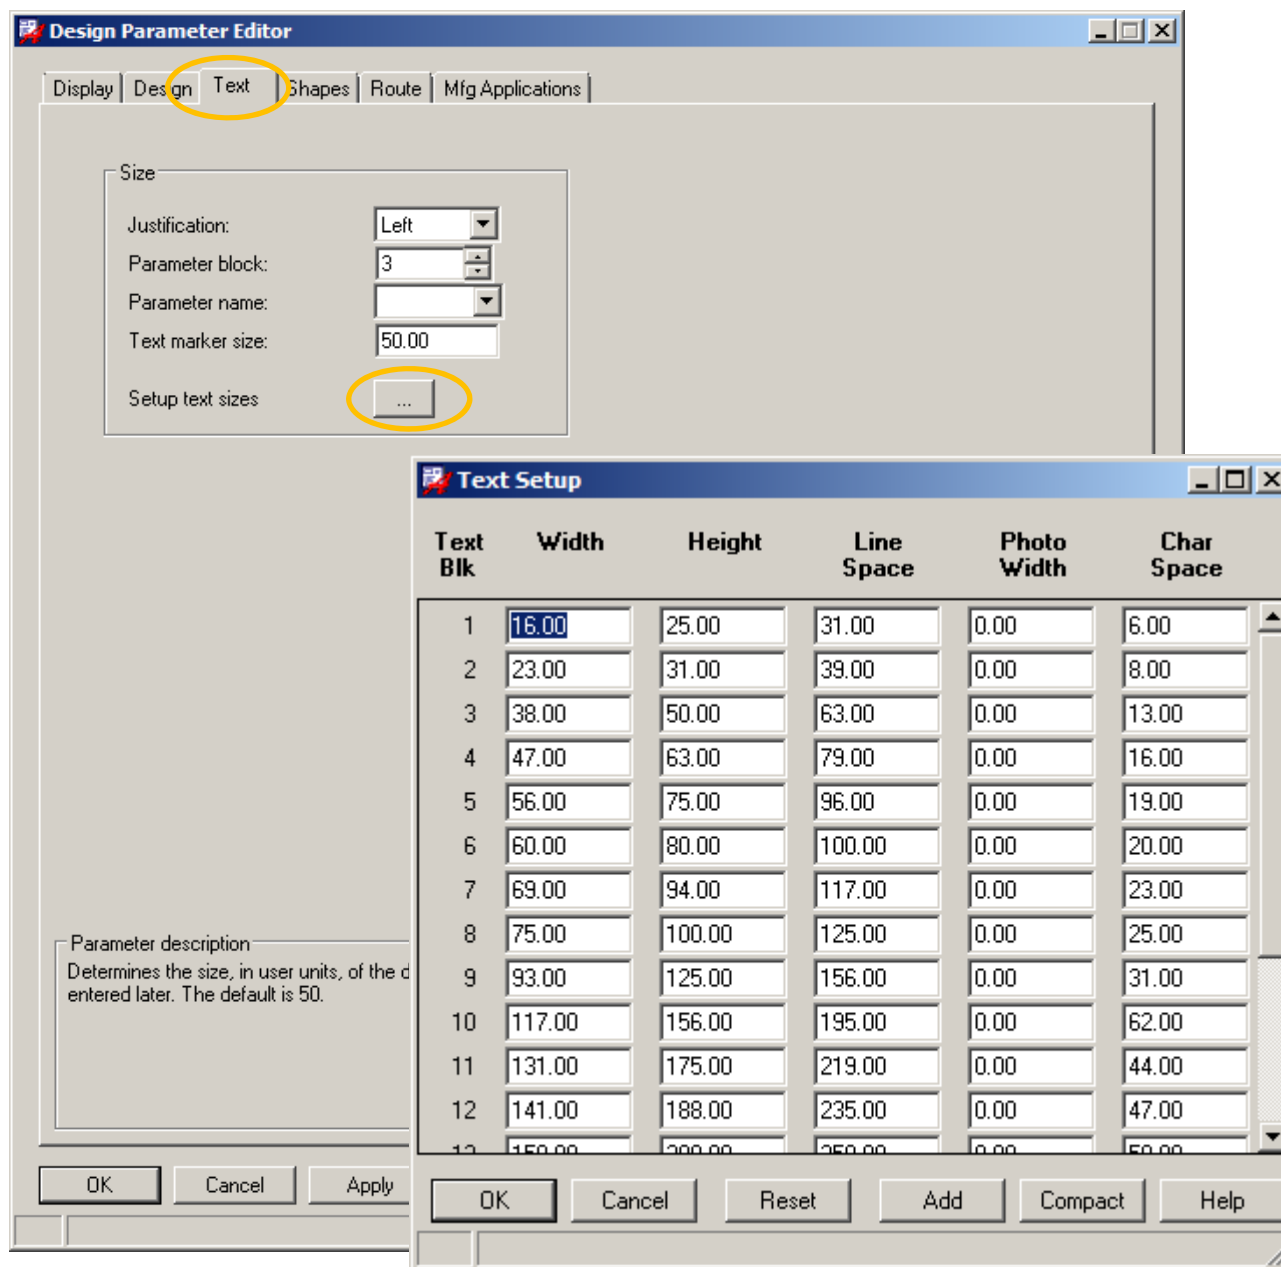 Design Parameter Editor
Display Design Text Shapes Route Mfg Applications
Size
Justification: Left
Parameter block: 3
Parameter name:
Text marker size: 50.00
Setup text sizes ...
Text Setup
Text Blk Width Height Line Space Photo Width Char Space
1 16.00 25.00 31.00 0.00 6.00
2 23.00 31.00 39.00 0.00 8.00
3 38.00 50.00 63.00 0.00 13.00
4 47.00 63.00 79.00 0.00 16.00
5 56.00 75.00 96.00 0.00 19.00
6 60.00 80.00 100.00 0.00 20.00
7 69.00 94.00 117.00 0.00 23.00
8 75.00 100.00 125.00 0.00 25.00
9 93.00 125.00 156.00 0.00 31.00
10 117.00 156.00 195.00 0.00 62.00
11 131.00 175.00 219.00 0.00 44.00
12 141.00 188.00 235.00 0.00 47.00
OK Cancel Reset Add Compact Help
Parameter description
Determines the size, in user units, of the d
entered later. The default is 50.
OK Cancel Apply